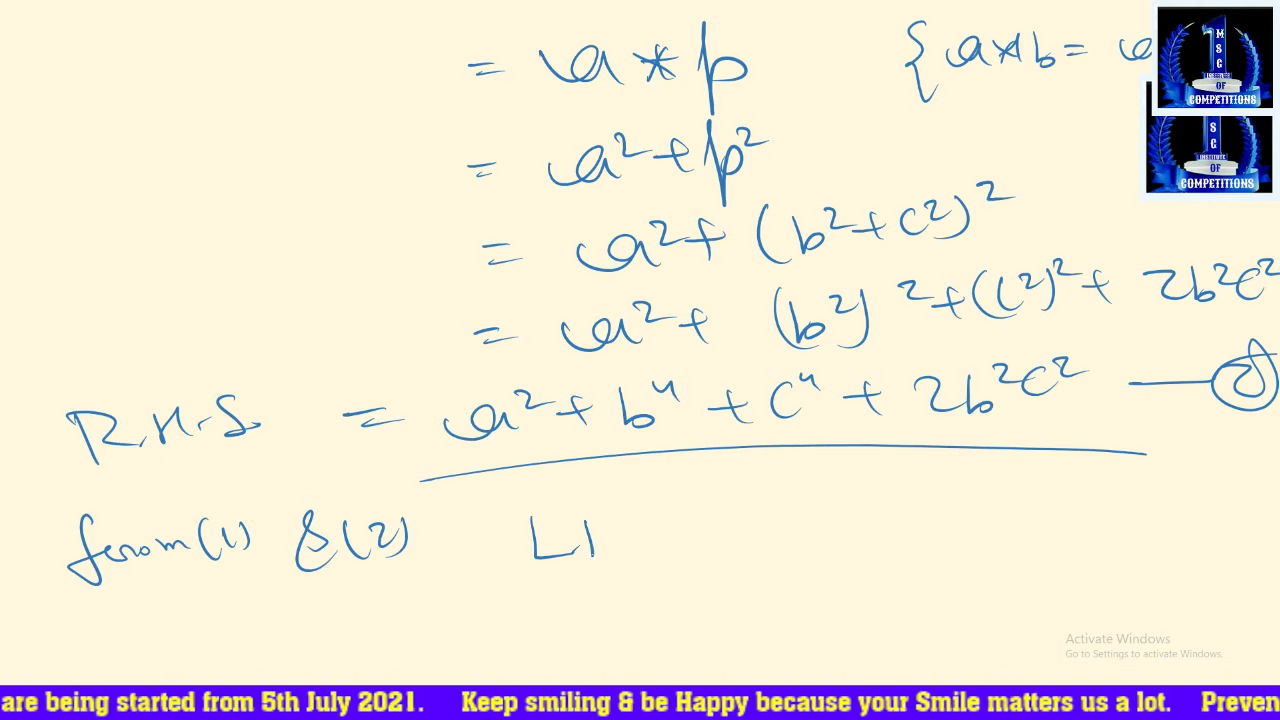 = a * p { a * b = a
= a² + p²
= a² + (b² + c²)²
= a² + (b²)² + (c²)² + 2b²c²
R.H.S. = a² + b⁴ + c⁴ + 2b²c² — (2)
from (1) & (2) LH
1 MSC INSTITUTE OF COMPETITIONS
SC INSTITUTE OF COMPETITIONS
Activate Windows
Go to Settings to activate Windows.
are being started from 5th July 2021. Keep smiling & be Happy because your Smile matters us a lot. Preven